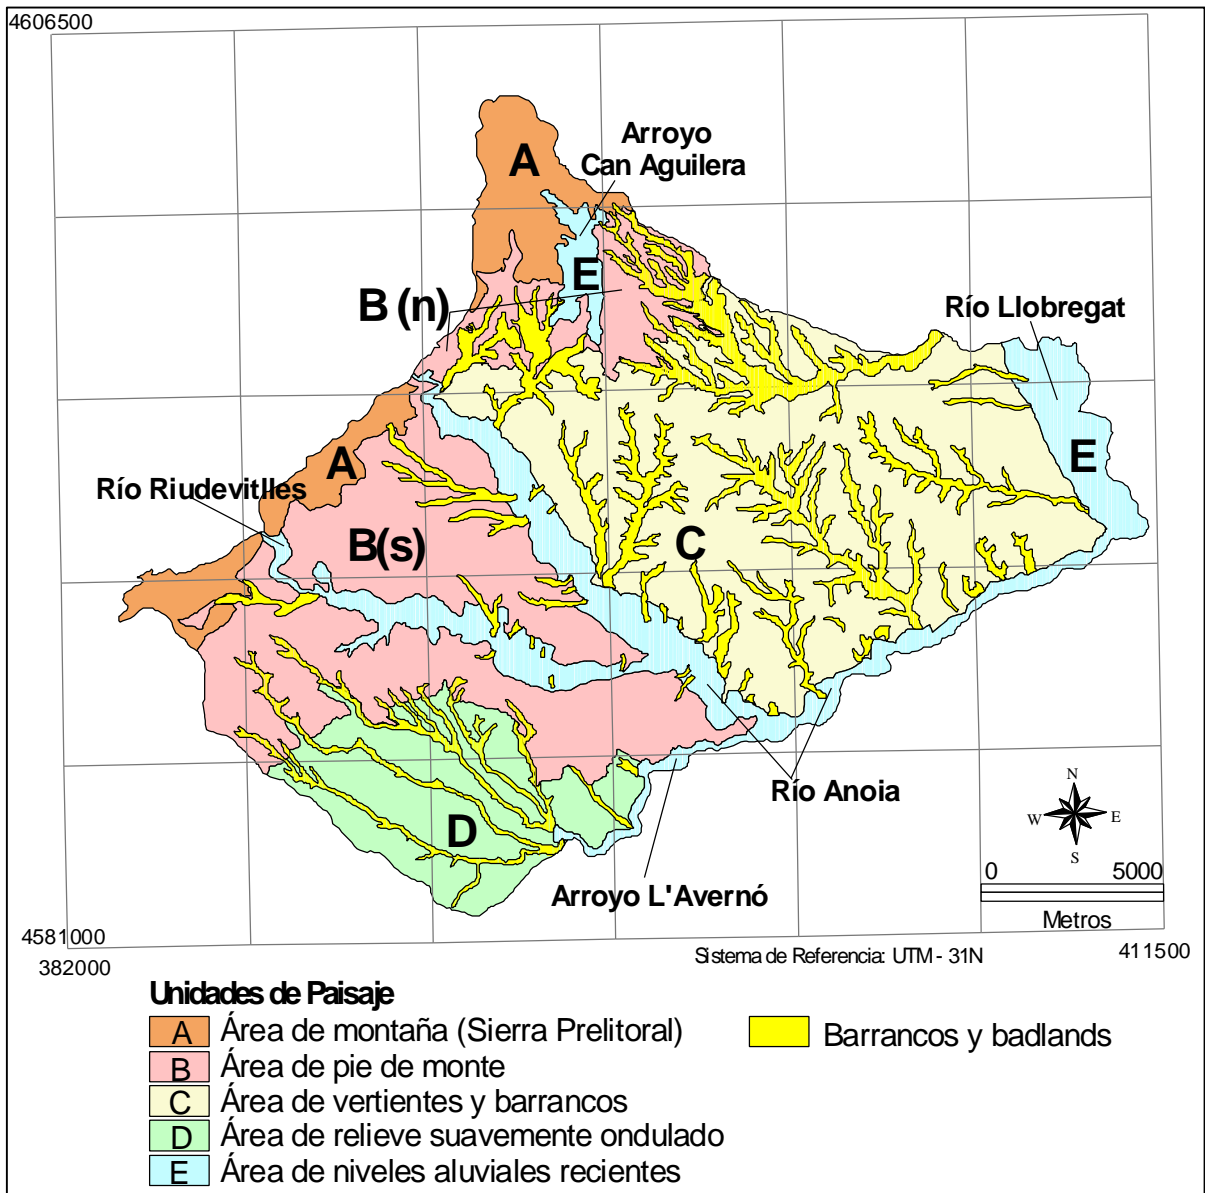 4606500
Arroyo
Can Aguilera
A
E
B (n)
Río Llobregat
A
E
Río Riudevitlles
B(s)
C
N
W
E
S
Río Anoia
D
0
5000
Metros
Arroyo L'Avernó
4581000
382000
Sistema de Referencia: UTM - 31N
411500
Unidades de Paisaje
A Área de montaña (Sierra Prelitoral)
Barrancos y badlands
B Área de pie de monte
C Área de vertientes y barrancos
D Área de relieve suavemente ondulado
E Área de niveles aluviales recientes